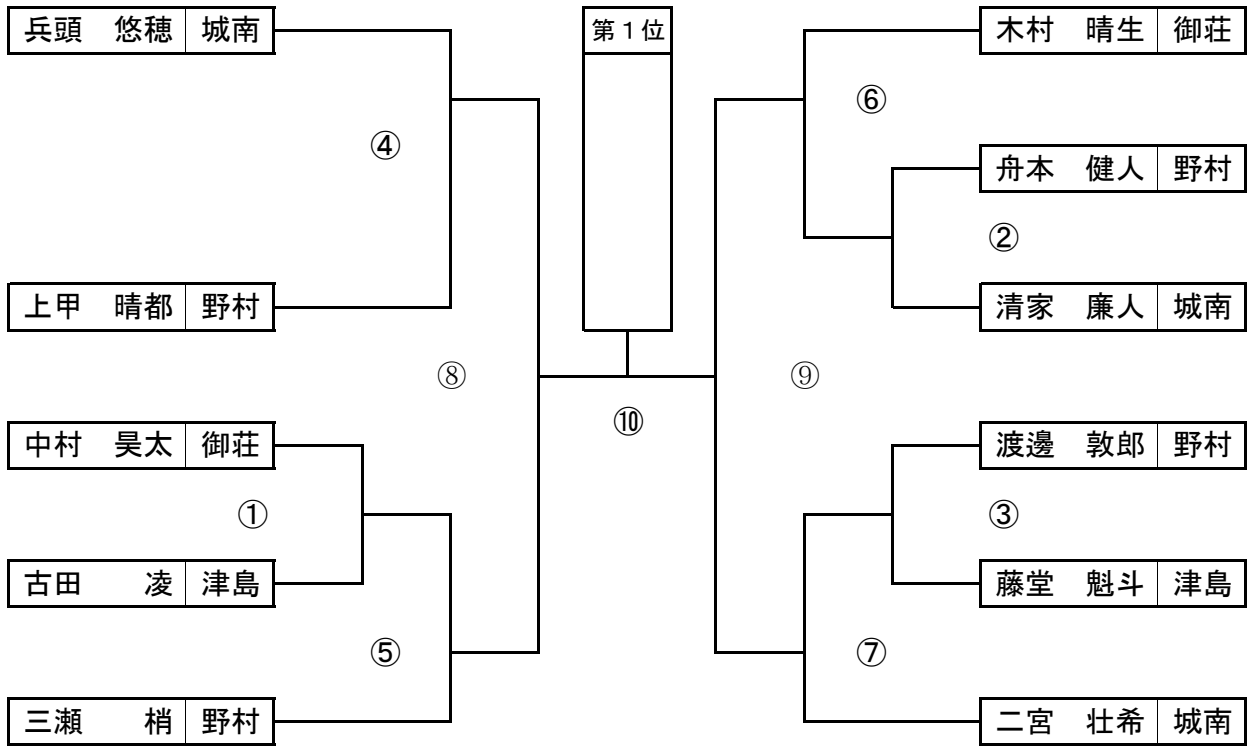 兵頭　悠穂 城南
第１位
木村　晴生 御荘
⑥
④
舟本　健人 野村
②
上甲　晴都 野村
清家　廉人 城南
⑧
⑨
⑩
中村　昊太 御荘
渡邊　敦郎 野村
①
③
古田　　凌 津島
藤堂　魁斗 津島
⑤
⑦
三瀬　　梢 野村
二宮　壮希 城南